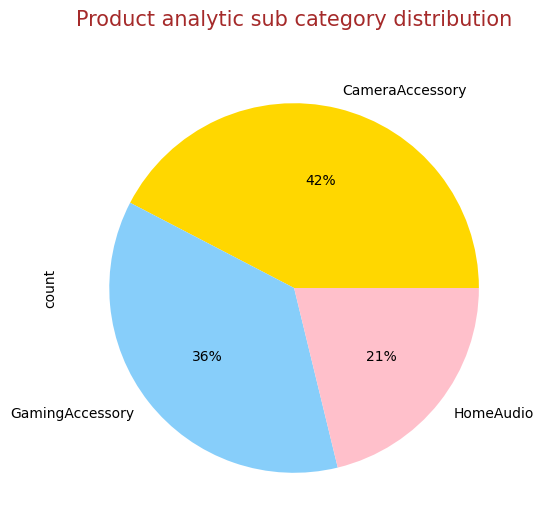 Product analytic sub category distribution
CameraAccessory
42%
count
36%
21%
GamingAccessory
HomeAudio